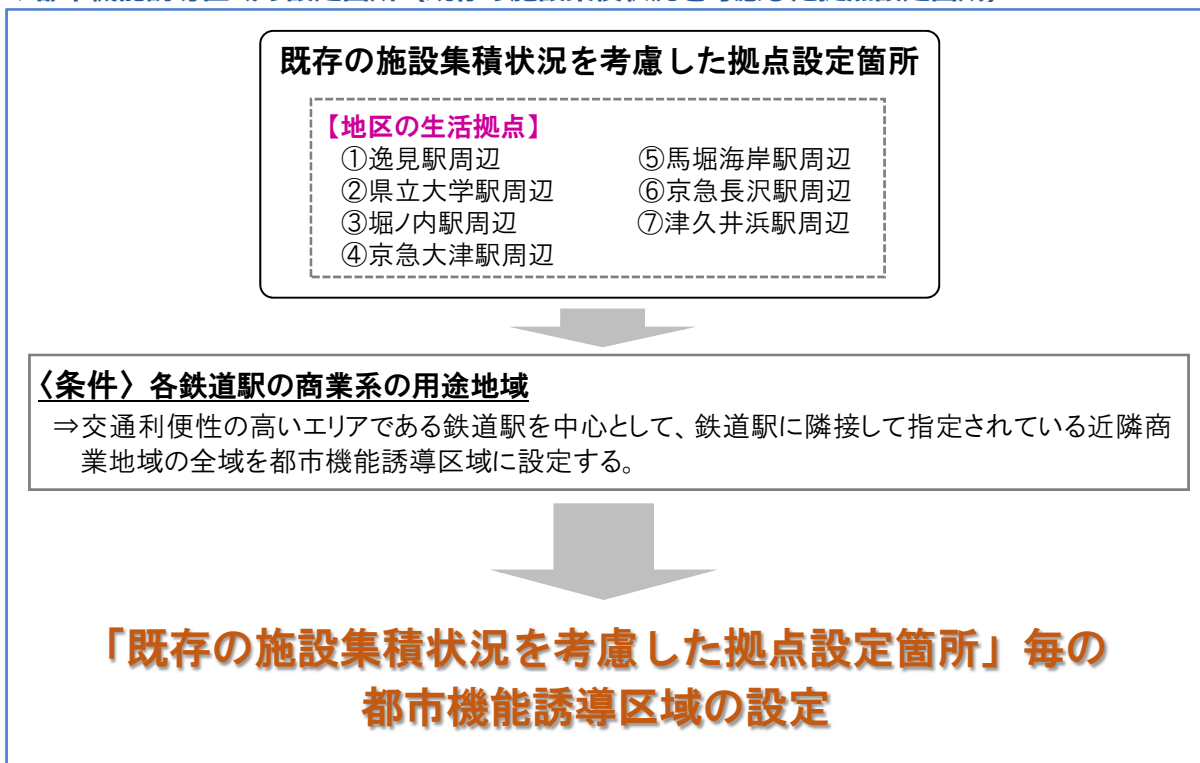 既存の施設集積状況を考慮した拠点設定箇所
【地区の生活拠点】
①逸見駅周辺
②県立大学駅周辺
③堀ノ内駅周辺
④京急大津駅周辺
⑤馬堀海岸駅周辺
⑥京急長沢駅周辺
⑦津久井浜駅周辺
〈条件〉各鉄道駅の商業系の用途地域
⇒交通利便性の高いエリアである鉄道駅を中心として、鉄道駅に隣接して指定されている近隣商
業地域の全域を都市機能誘導区域に設定する。
「既存の施設集積状況を考慮した拠点設定箇所」毎の
都市機能誘導区域の設定